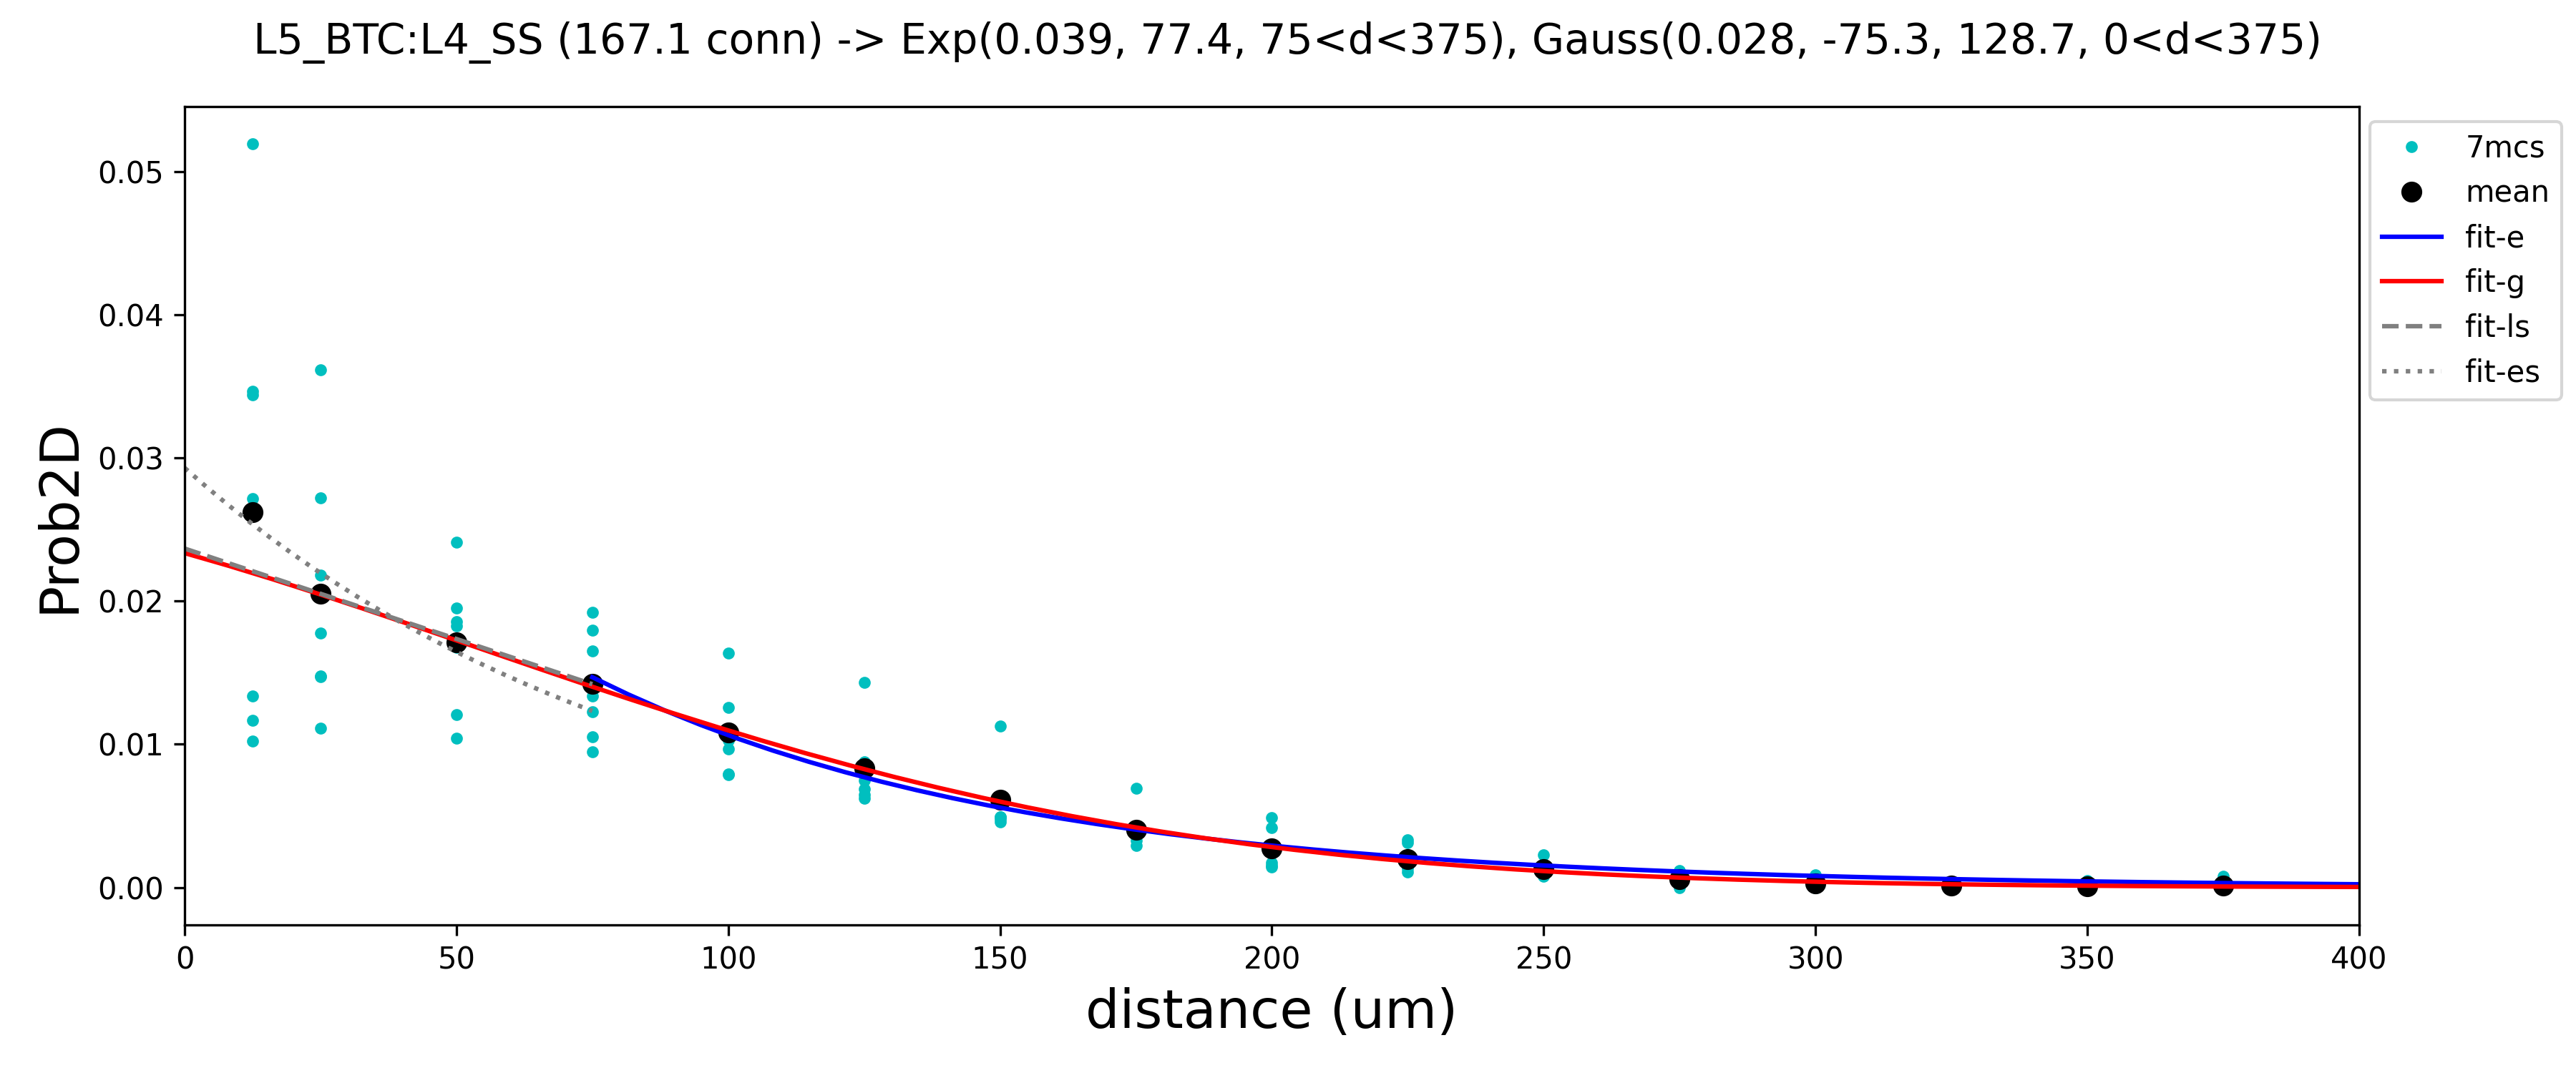 L5_BTC:L4_SS (167.1 conn) -> Exp(0.039, 77.4, 75<d<375), Gauss(0.028, -75.3, 128.7, 0<d<375)
0.05
0.04
0.03
0.02
0.01
0.00
Prob2D
0 50 100 150 200 250 300 350 400
distance (um)
7mcs
mean
fit-e
fit-g
fit-ls
fit-es